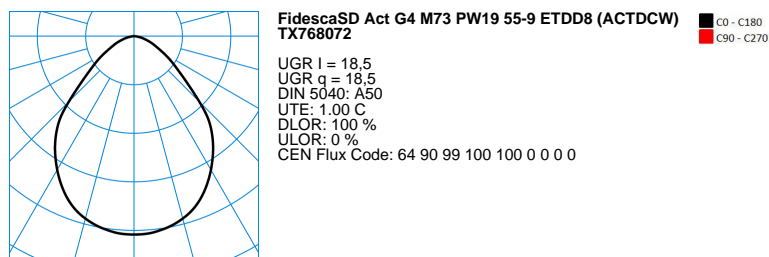 FidescaSD Act G4 M73 PW19 55-9 ETDD8 (ACTDCW)
TX768072
C0 - C180
C90 - C270
UGR l = 18,5
UGR q = 18,5
DIN 5040: A50
UTE: 1.00 C
DLOR: 100 %
ULOR: 0 %
CEN Flux Code: 64 90 99 100 100 0 0 0 0